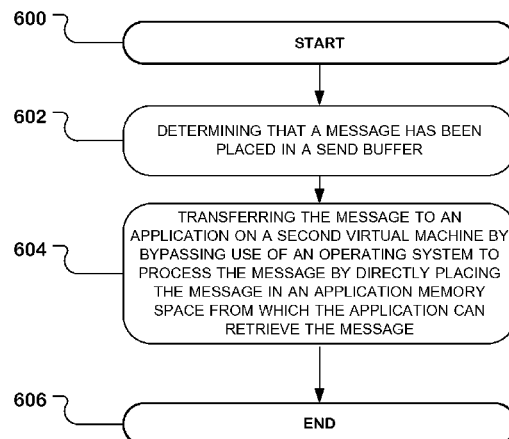 600
START
602
DETERMINING THAT A MESSAGE HAS BEEN
PLACED IN A SEND BUFFER
604
TRANSFERRING THE MESSAGE TO AN
APPLICATION ON A SECOND VIRTUAL MACHINE BY
BYPASSING USE OF AN OPERATING SYSTEM TO
PROCESS THE MESSAGE BY DIRECTLY PLACING
THE MESSAGE IN AN APPLICATION MEMORY
SPACE FROM WHICH THE APPLICATION CAN
RETRIEVE THE MESSAGE
606
END